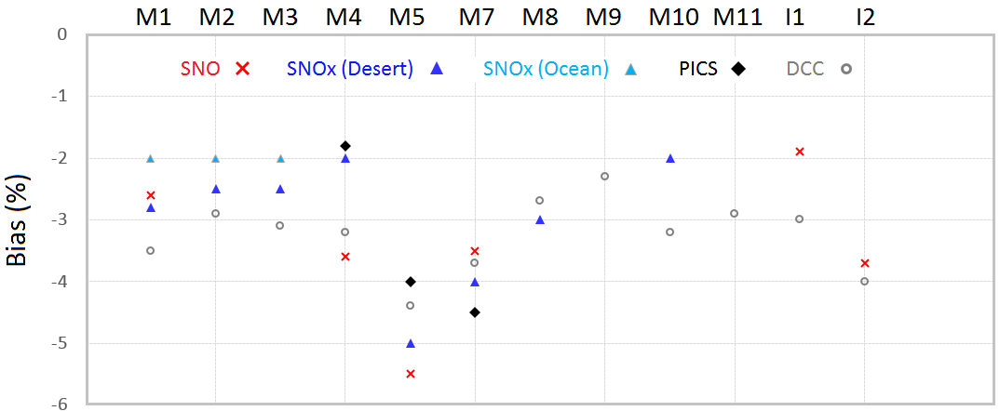 M1 M2 M3 M4 M5 M7 M8 M9 M10 M11 I1 I2
0
SNO SNOx (Desert) SNOx (Ocean) PICS DCC
-1
-2
-3
-4
-5
-6
Bias (%)